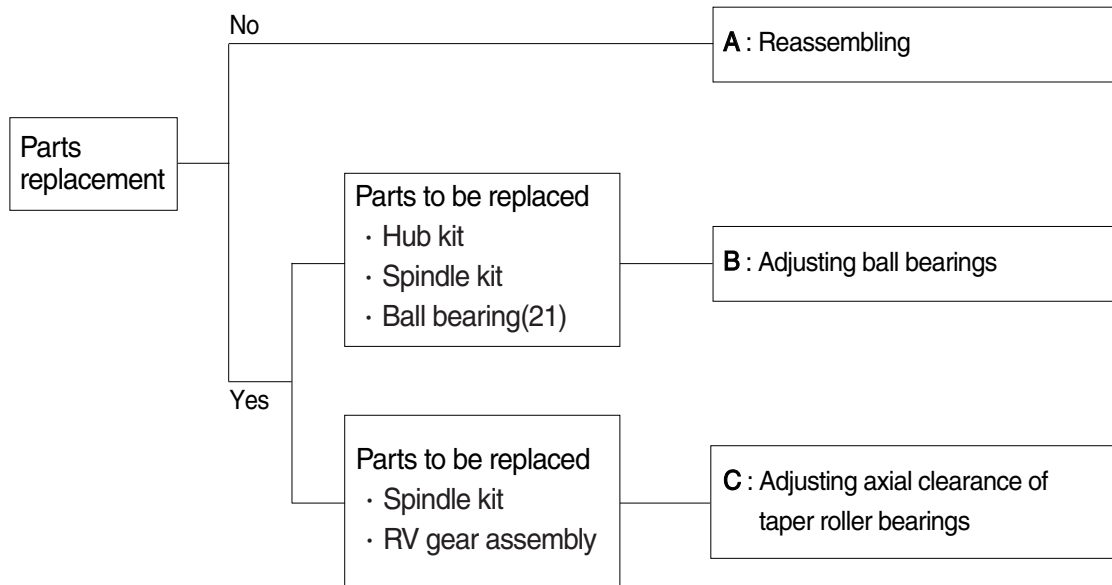 No
A : Reassembling
Parts
replacement
Parts to be replaced
· Hub kit
· Spindle kit
· Ball bearing(21)
B : Adjusting ball bearings
Yes
Parts to be replaced
· Spindle kit
· RV gear assembly
C : Adjusting axial clearance of
taper roller bearings